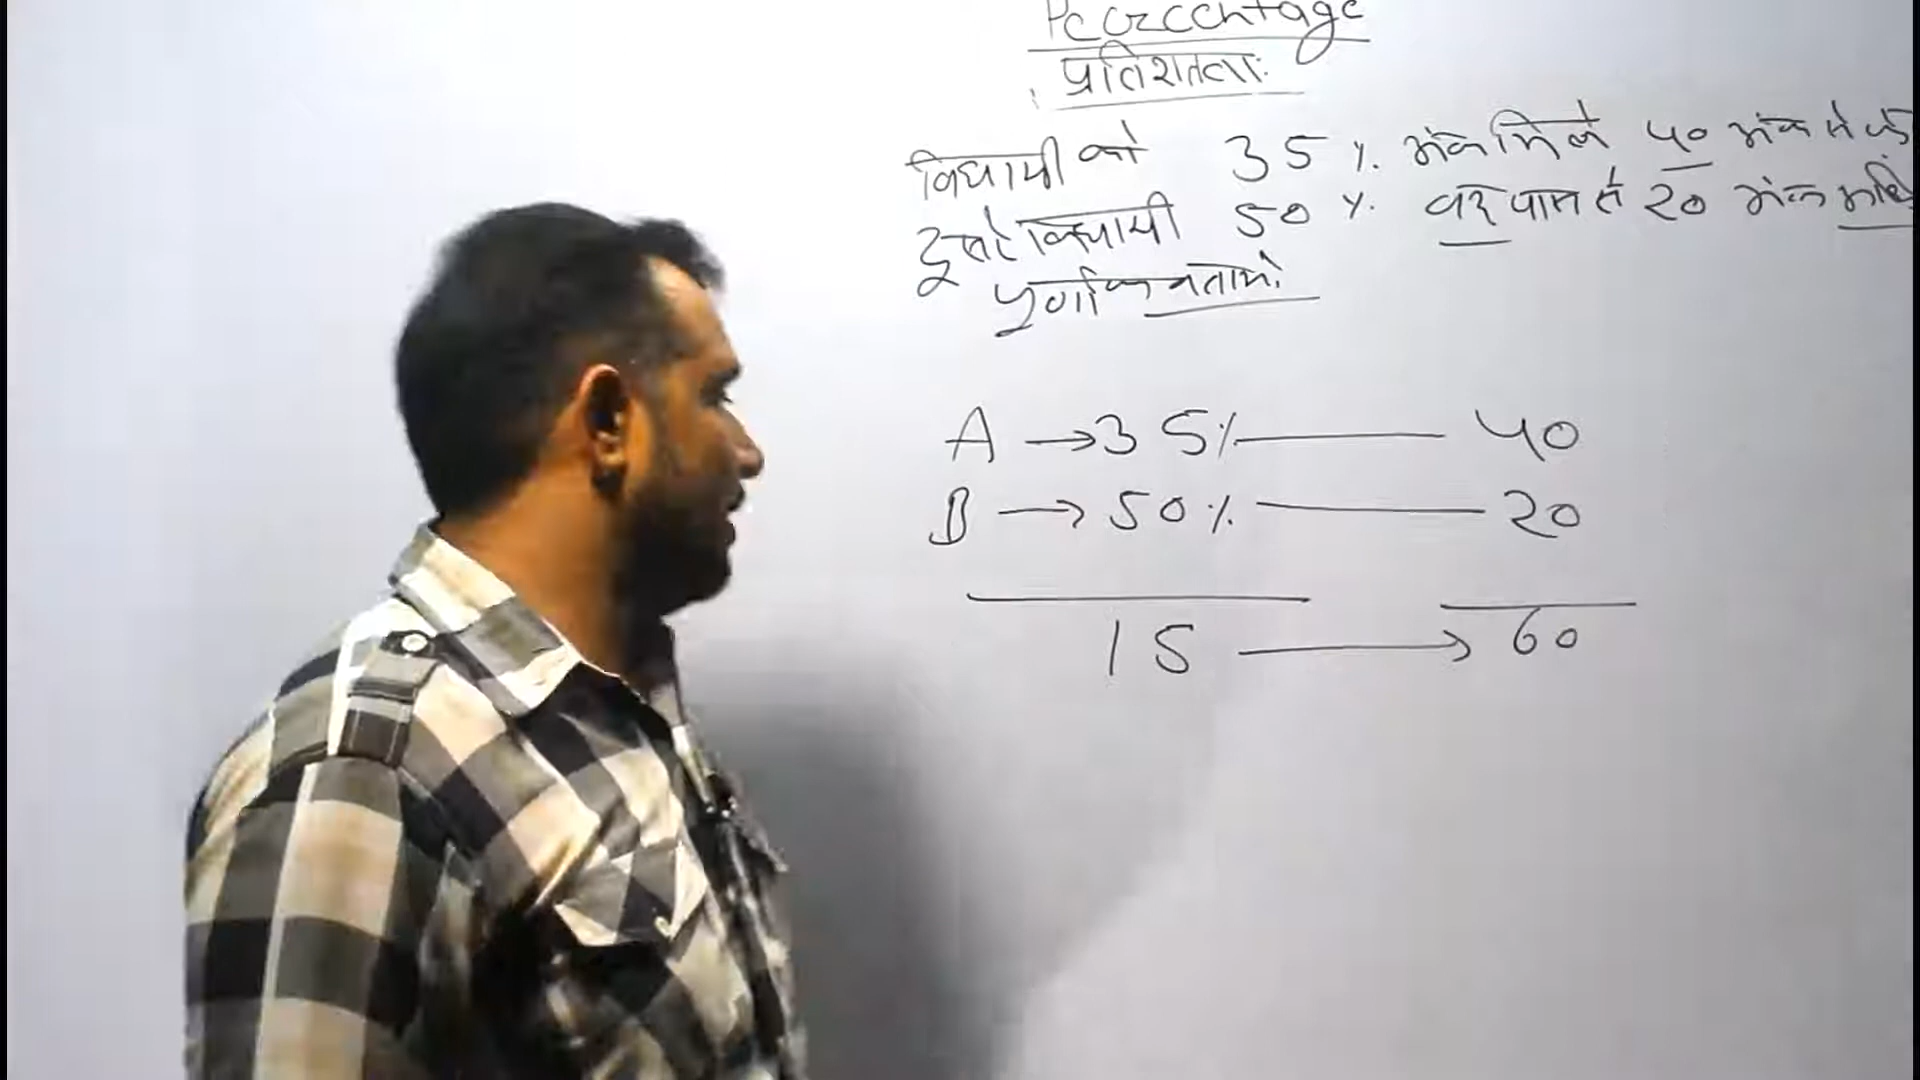 Percentage
प्रतिशतता:
विधार्थी को 35% अंक मिले 40 अंक से फे
दूसरे विधार्थी 50% वह पास से 20 अंक अधि
पूर्णांक बताओ
A → 35% — 40
B → 50% — 20
15 → 60